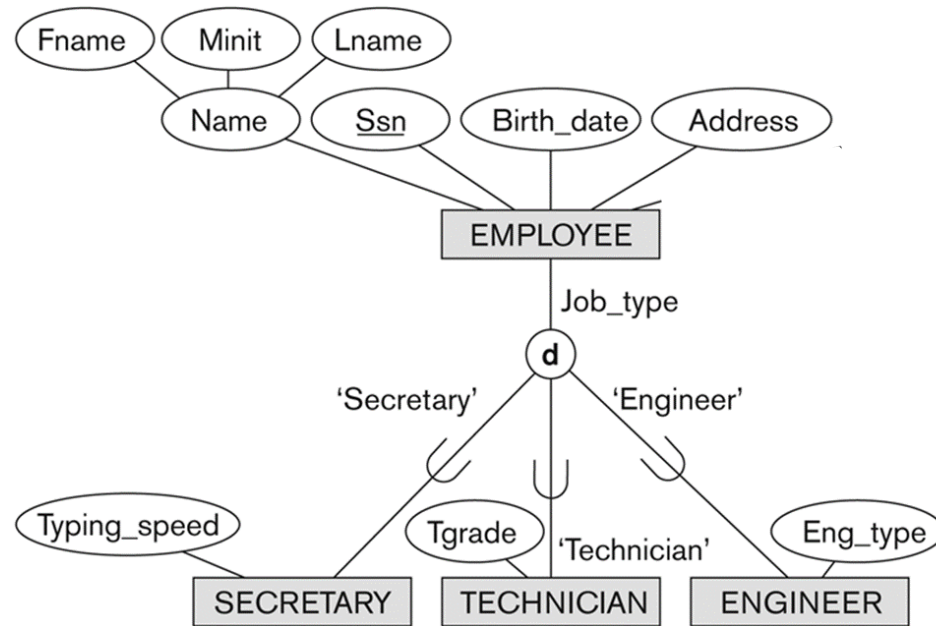 Fname
Minit
Lname
Name
Ssn
Birth_date
Address
EMPLOYEE
Job_type
d
‘Secretary’
‘Engineer’
Typing_speed
Tgrade
‘Technician’
Eng_type
SECRETARY
TECHNICIAN
ENGINEER